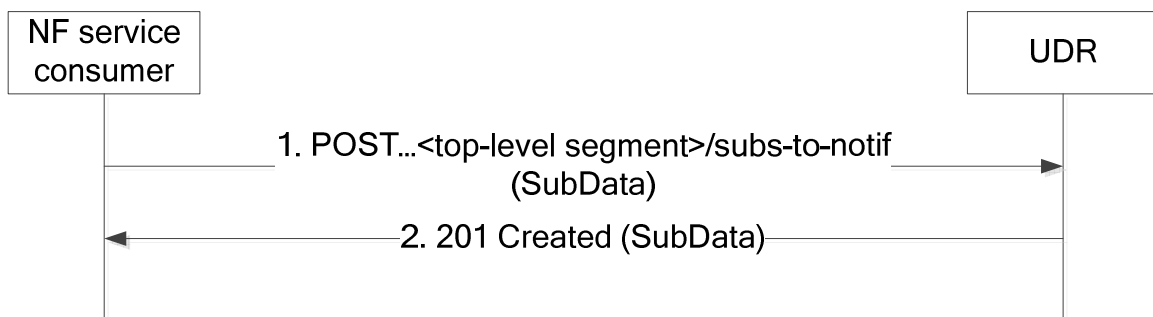 NF service
consumer
UDR
1. POST...<top-level segment>/subs-to-notif
(SubData)
2. 201 Created (SubData)